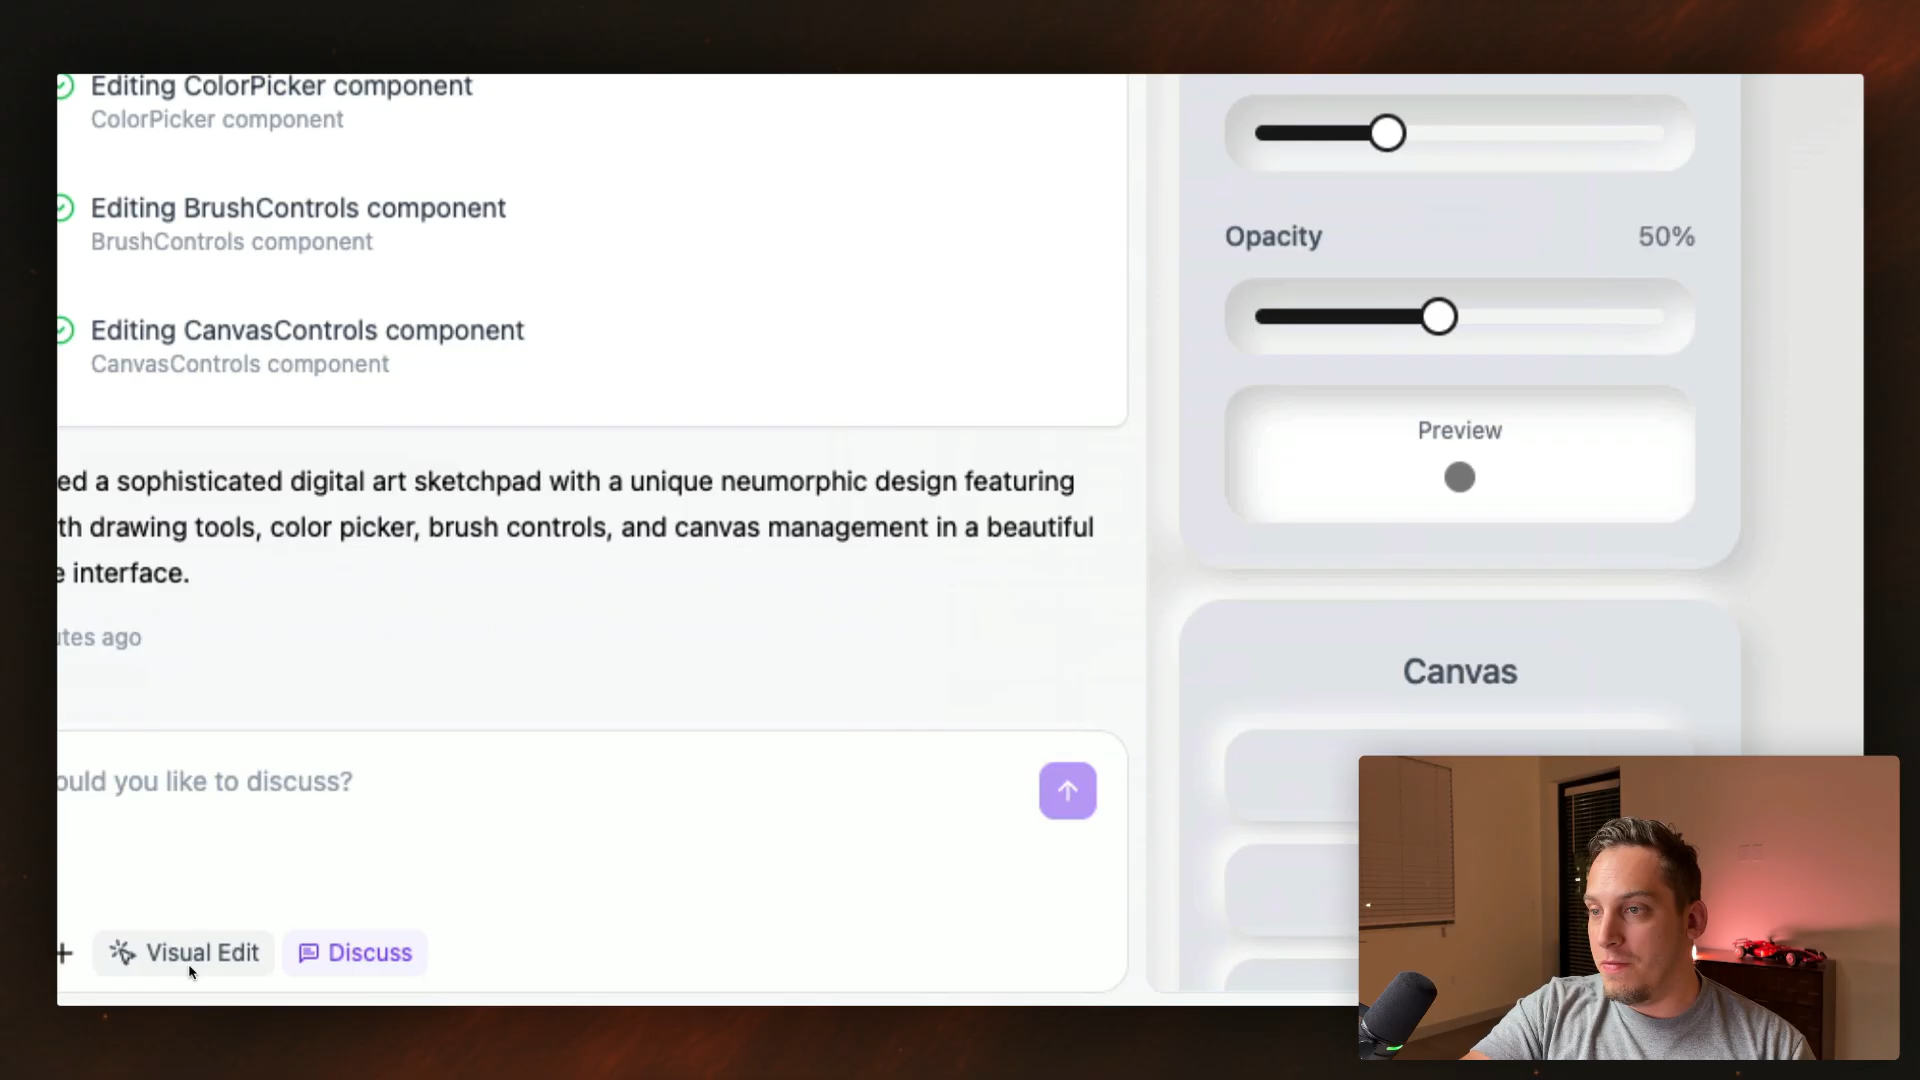 Editing ColorPicker component
ColorPicker component
Editing BrushControls component
BrushControls component
Editing CanvasControls component
CanvasControls component
ed a sophisticated digital art sketchpad with a unique neumorphic design featuring
th drawing tools, color picker, brush controls, and canvas management in a beautiful
e interface.
utes ago
ould you like to discuss?
+ Visual Edit Discuss
Opacity 50%
Preview
Canvas